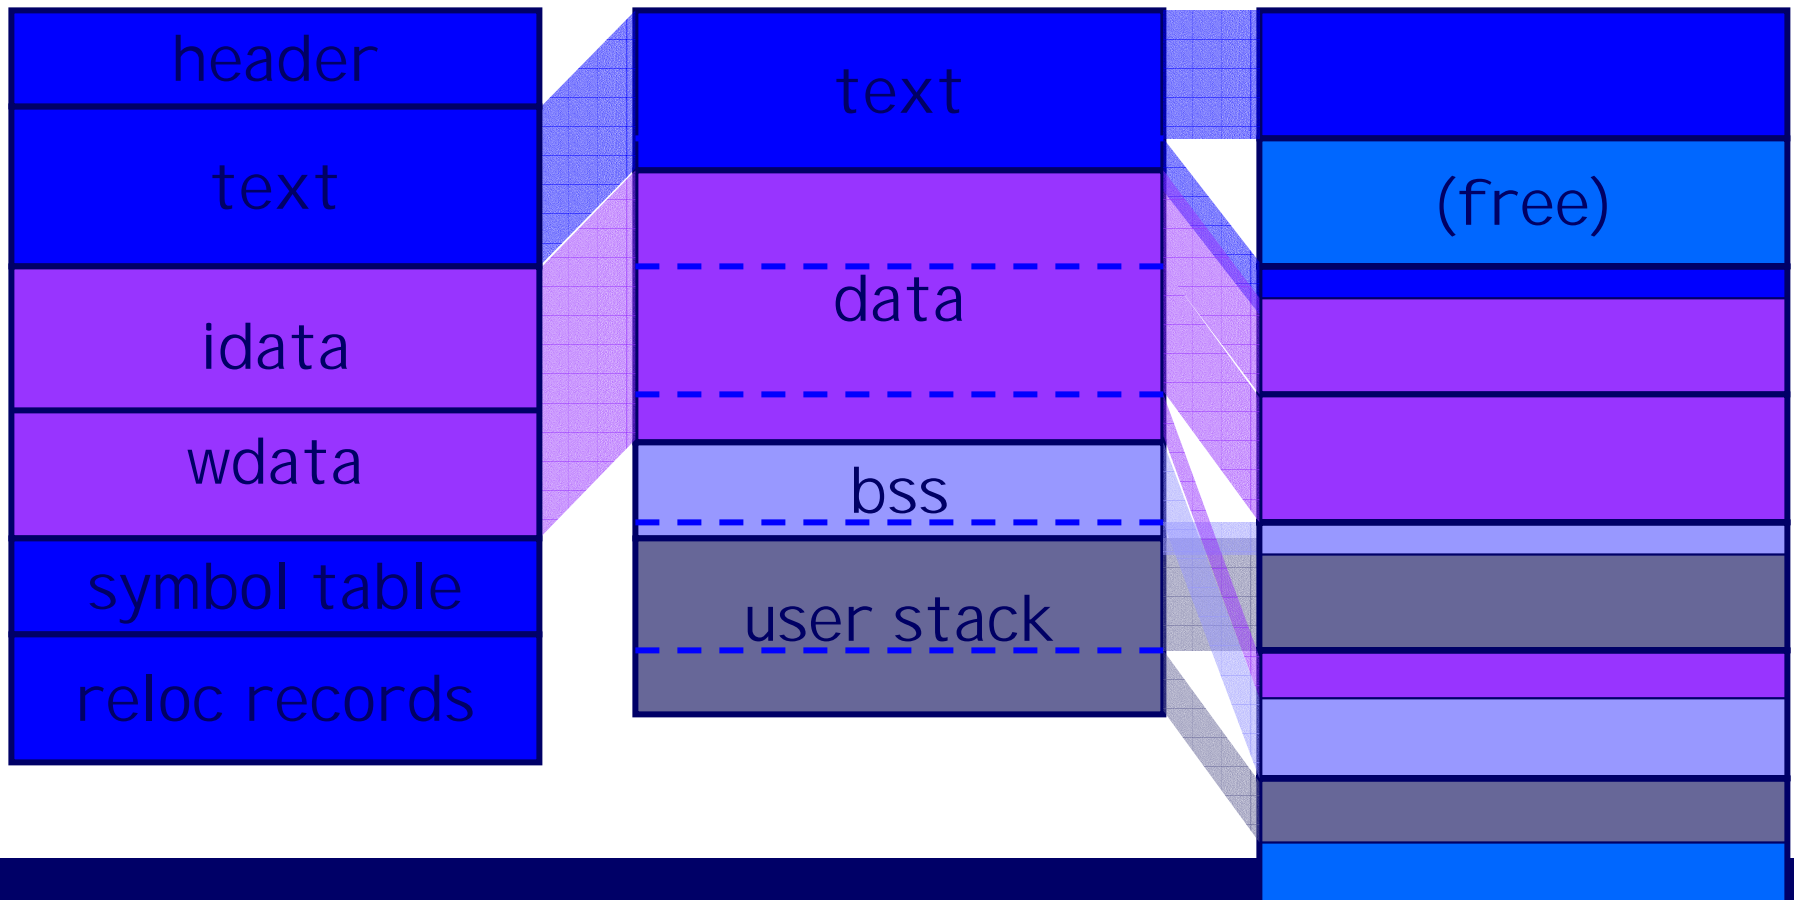 header
text
idata
wdata
symbol table
reloc records
text
data
bss
user stack
(free)